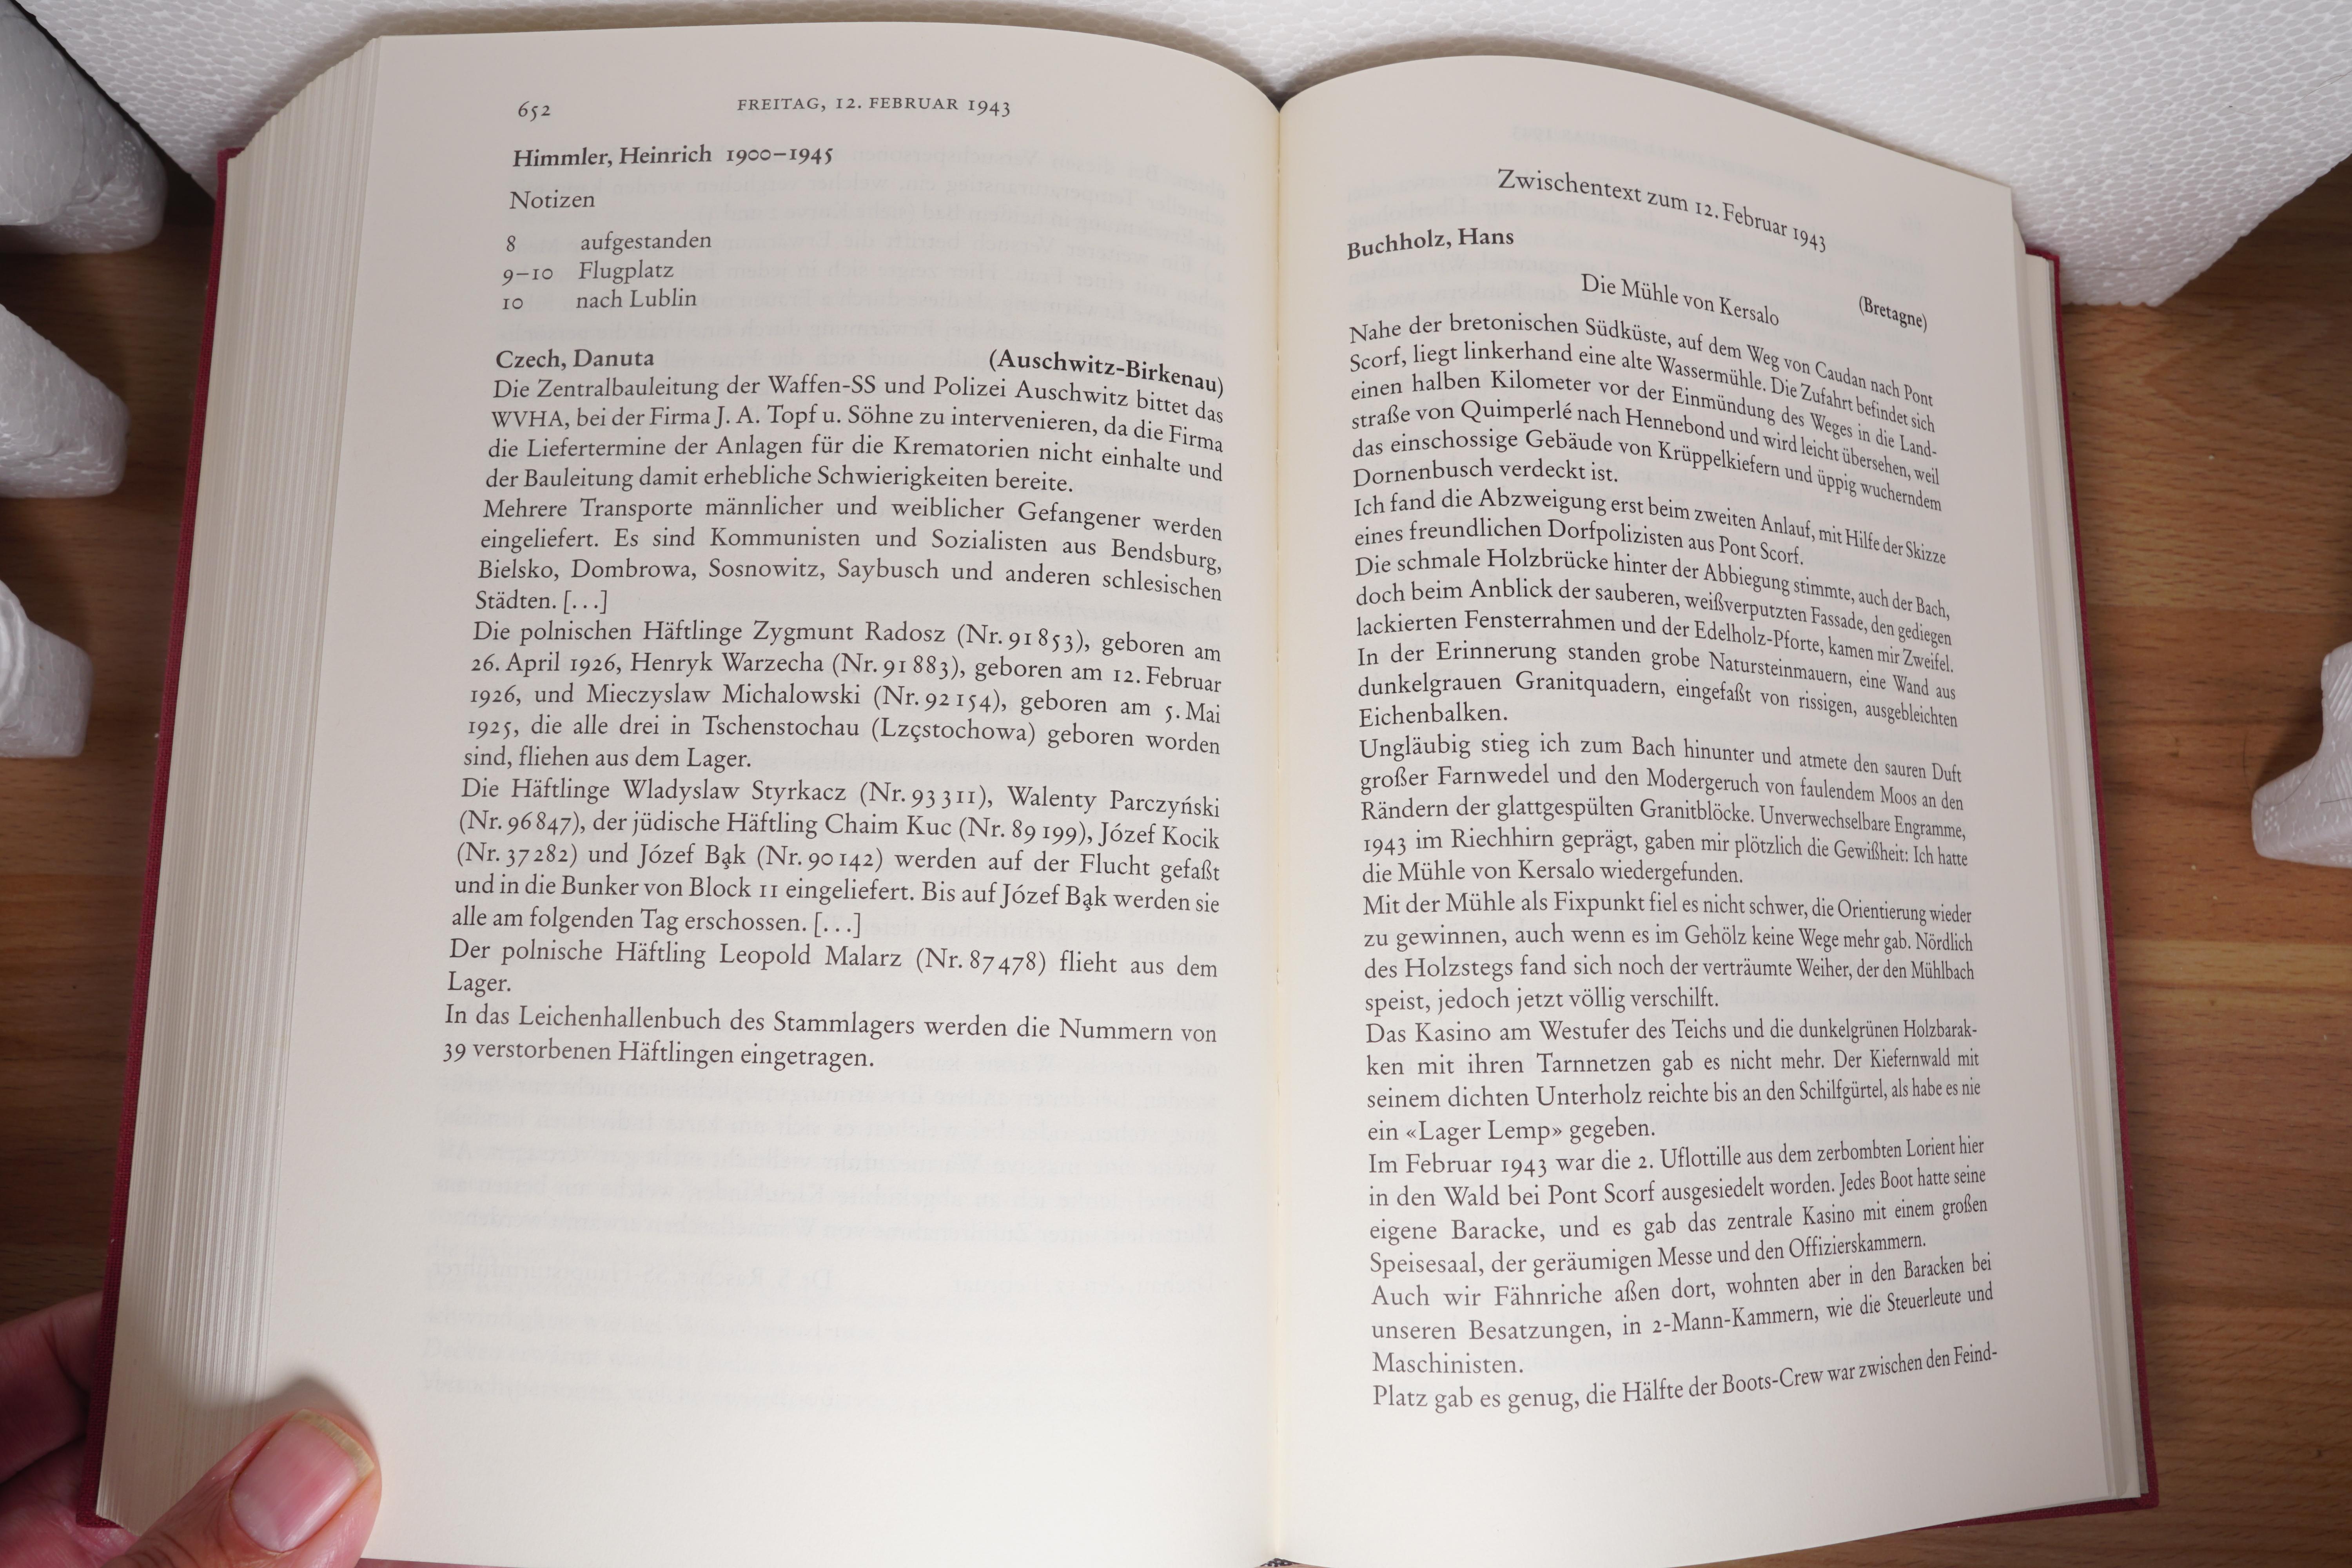 652
FREITAG, 12. FEBRUAR 1943
Himmler, Heinrich 1900–1945
Notizen
8 aufgestanden
9–10 Flugplatz
10 nach Lublin
Czech, Danuta (Auschwitz-Birkenau)
Die Zentralbauleitung der Waffen-SS und Polizei Auschwitz bittet das
WVHA, bei der Firma J. A. Topf u. Söhne zu intervenieren, da die Firma
die Liefertermine der Anlagen für die Krematorien nicht einhalte und
der Bauleitung damit erhebliche Schwierigkeiten bereite.
Mehrere Transporte männlicher und weiblicher Gefangener werden
eingeliefert. Es sind Kommunisten und Sozialisten aus Bendsburg,
Bielsko, Dombrowa, Sosnowitz, Saybusch und anderen schlesischen
Städten. [...]
Die polnischen Häftlinge Zygmunt Radosz (Nr. 91 853), geboren am
26. April 1926, Henryk Warzecha (Nr. 91 883), geboren am 12. Februar
1926, und Mieczyslaw Michalowski (Nr. 92 154), geboren am 5. Mai
1925, die alle drei in Tschenstochau (Lzçstochowa) geboren worden
sind, fliehen aus dem Lager.
Die Häftlinge Wladyslaw Styrkacz (Nr. 93 311), Walenty Parczyński
(Nr. 96 847), der jüdische Häftling Chaim Kuc (Nr. 89 199), Józef Kocik
(Nr. 37 282) und Józef Bąk (Nr. 90 142) werden auf der Flucht gefaßt
und in die Bunker von Block 11 eingeliefert. Bis auf Józef Bąk werden sie
alle am folgenden Tag erschossen. [...]
Der polnische Häftling Leopold Malarz (Nr. 87 478) flieht aus dem
Lager.
In das Leichenhallenbuch des Stammlagers werden die Nummern von
39 verstorbenen Häftlingen eingetragen.
Zwischentext zum 12. Februar 1943
Buchholz, Hans (Bretagne)
Die Mühle von Kersalo
Nahe der bretonischen Südküste, auf dem Weg von Caudan nach Pont
Scorf, liegt linkerhand eine alte Wassermühle. Die Zufahrt befindet sich
einen halben Kilometer vor der Einmündung des Weges in die Land-
straße von Quimperlé nach Hennebond und wird leicht übersehen, weil
das einschossige Gebäude von Krüppelkiefern und üppig wucherndem
Dornenbusch verdeckt ist.
Ich fand die Abzweigung erst beim zweiten Anlauf, mit Hilfe der Skizze
eines freundlichen Dorfpolizisten aus Pont Scorf.
Die schmale Holzbrücke hinter der Abbiegung stimmte, auch der Bach,
doch beim Anblick der sauberen, weißverputzten Fassade, den gediegen
lackierten Fensterrahmen und der Edelholz-Pforte, kamen mir Zweifel.
In der Erinnerung standen grobe Natursteinmauern, eine Wand aus
dunkelgrauen Granitquadern, eingefaßt von rissigen, ausgebleichten
Eichenbalken.
Ungläubig stieg ich zum Bach hinunter und atmete den sauren Duft
großer Farnwedel und den Modergeruch von faulendem Moos an den
Rändern der glattgespülten Granitblöcke. Unverwechselbare Engramme,
1943 im Riechhirn geprägt, gaben mir plötzlich die Gewißheit: Ich hatte
die Mühle von Kersalo wiedergefunden.
Mit der Mühle als Fixpunkt fiel es nicht schwer, die Orientierung wieder
zu gewinnen, auch wenn es im Gehölz keine Wege mehr gab. Nördlich
des Holzstegs fand sich noch der verträumte Weiher, der den Mühlbach
speist, jedoch jetzt völlig verschilft.
Das Kasino am Westufer des Teichs und die dunkelgrünen Holzbarak-
ken mit ihren Tarnnetzen gab es nicht mehr. Der Kiefernwald mit
seinem dichten Unterholz reichte bis an den Schilfgürtel, als habe es nie
ein «Lager Lemp» gegeben.
Im Februar 1943 war die 2. Uflottille aus dem zerbombten Lorient hier
in den Wald bei Pont Scorf ausgesiedelt worden. Jedes Boot hatte seine
eigene Baracke, und es gab das zentrale Kasino mit einem großen
Speisesaal, der geräumigen Messe und den Offizierskammern.
Auch wir Fähnriche aßen dort, wohnten aber in den Baracken bei
unseren Besatzungen, in 2-Mann-Kammern, wie die Steuerleute und
Maschinisten.
Platz gab es genug, die Hälfte der Boots-Crew war zwischen den Feind-